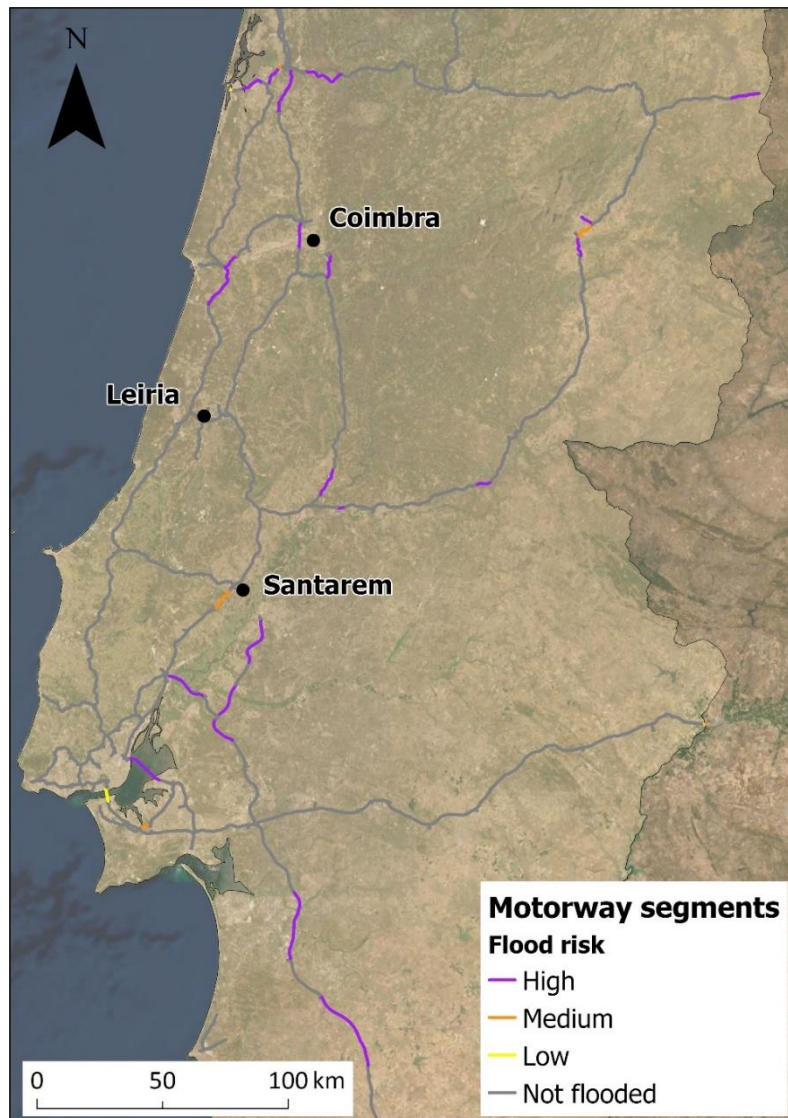 N
Coimbra
Leiria
Santarem
Motorway segments
Flood risk
High
Medium
Low
Not flooded
0 50 100 km